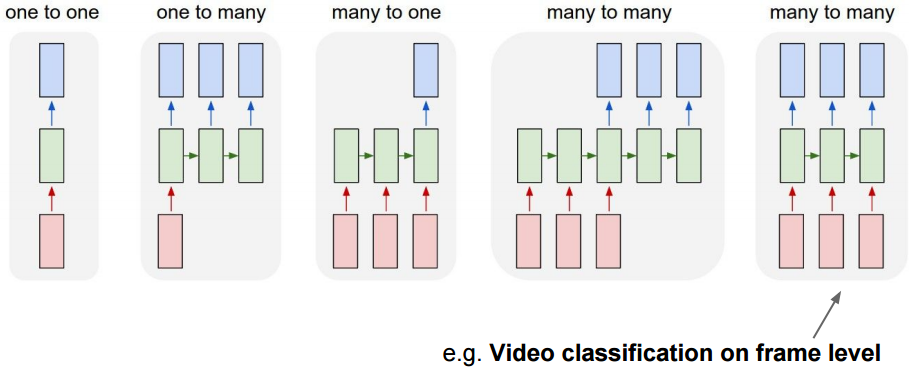 one to one
one to many
many to one
many to many
many to many
e.g. Video classification on frame level